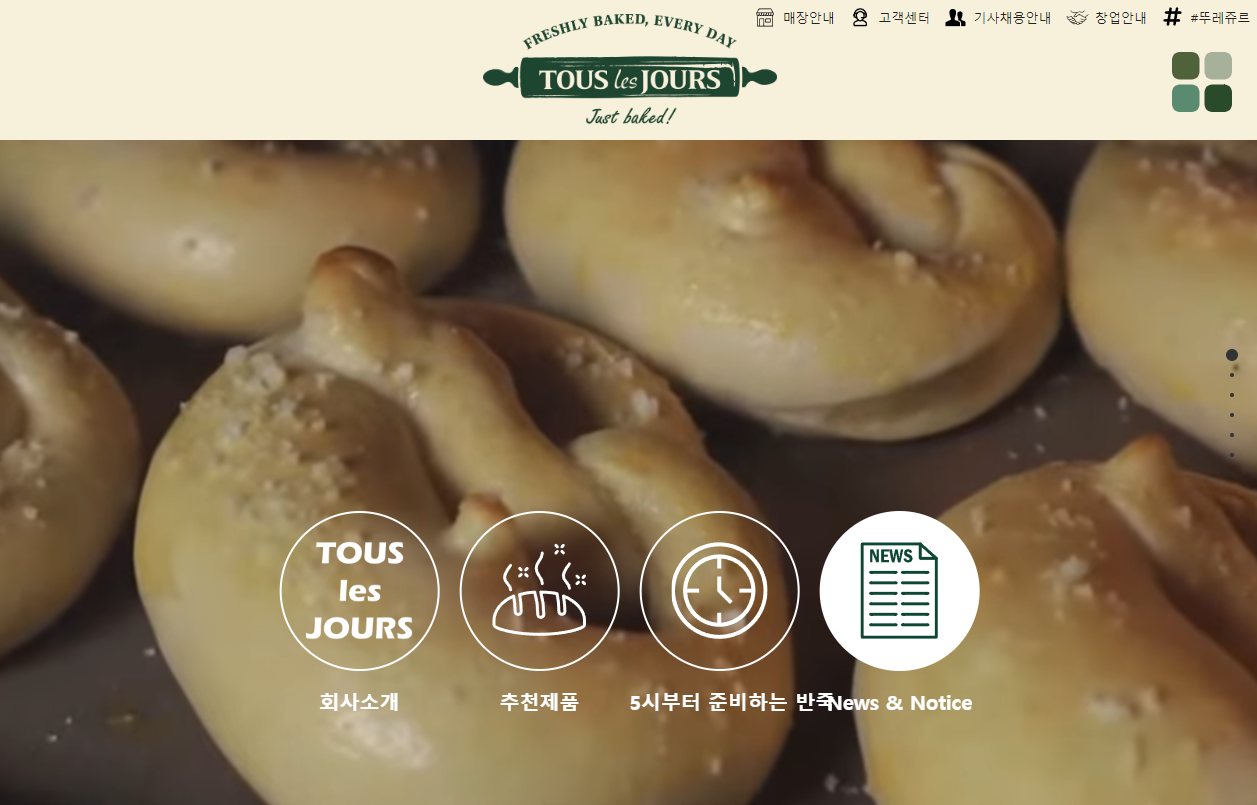 매장안내
고객센터
기사채용안내
창업안내
#뚜레쥬르
FRESHLY BAKED, EVERY DAY
TOUS les JOURS
Just baked!
TOUS
les
JOURS
NEWS
회사소개
추천제품
5시부터 준비하는 반죽
News & Notice